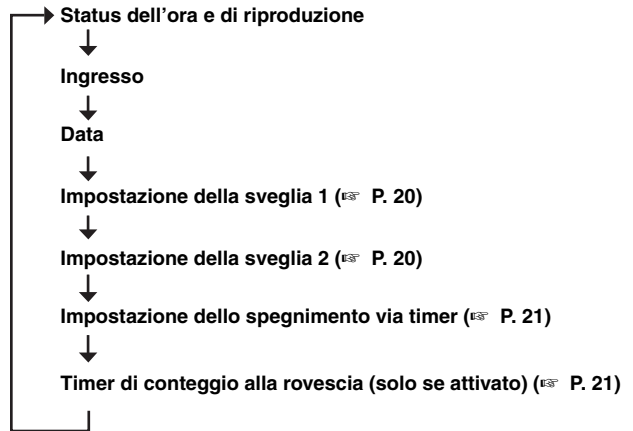 Status dell'ora e di riproduzione
Ingresso
Data
Impostazione della sveglia 1 (☞ P. 20)
Impostazione della sveglia 2 (☞ P. 20)
Impostazione dello spegnimento via timer (☞ P. 21)
Timer di conteggio alla rovescia (solo se attivato) (☞ P. 21)